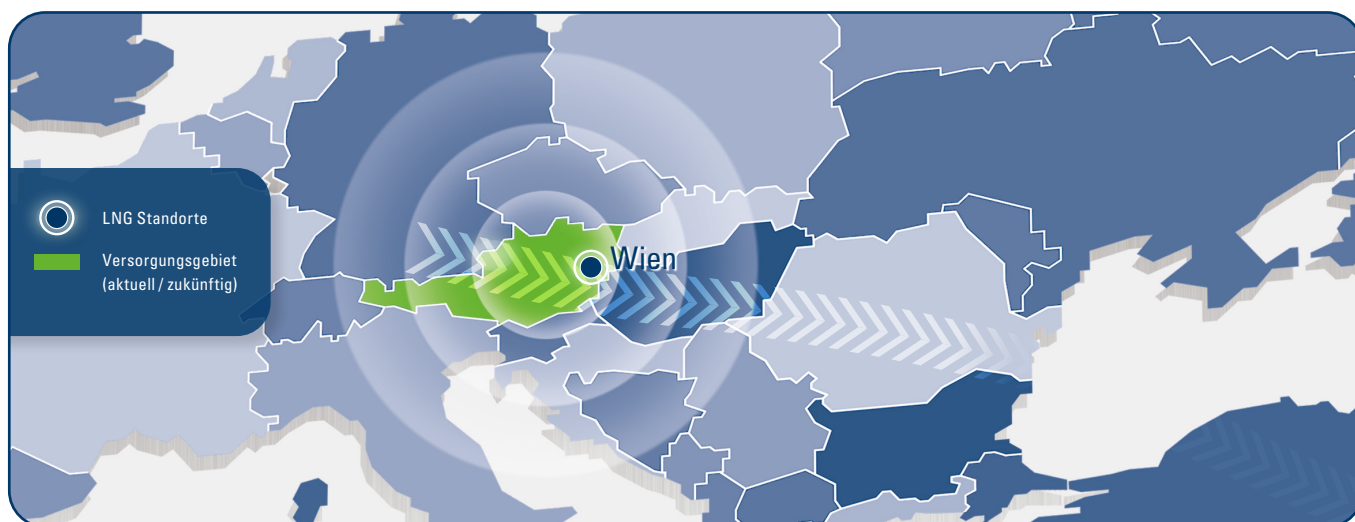 LNG Standorte
Versorgungsgebiet
(aktuell / zukünftig)
Wien